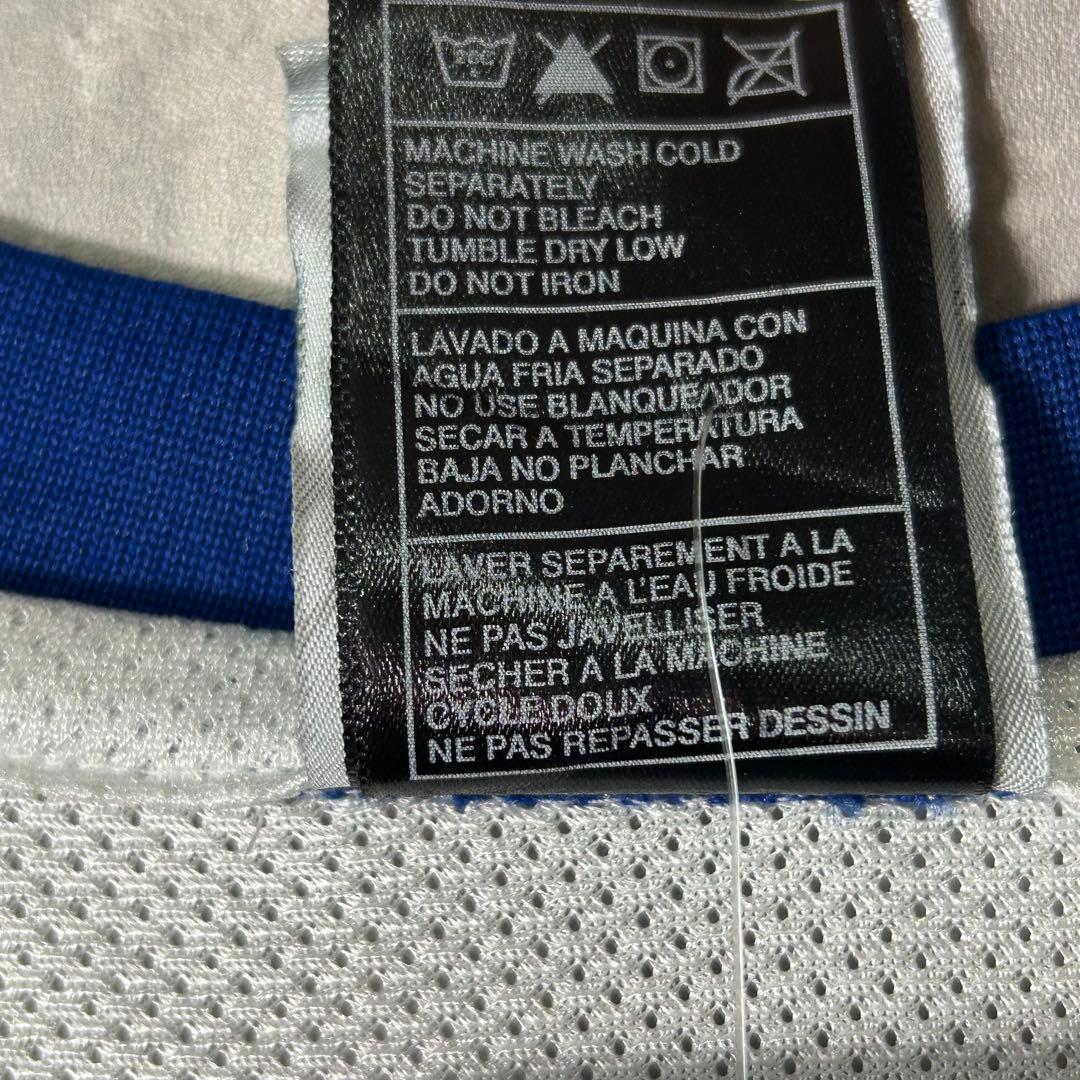 MACHINE WASH COLD
SEPARATELY
DO NOT BLEACH
TUMBLE DRY LOW
DO NOT IRON
LAVADO A MAQUINA CON
AGUA FRIA SEPARADO
NO USE BLANQUEADOR
SECAR A TEMPERATURA
BAJA NO PLANCHAR
ADORNO
LAVER SEPAREMENT A LA
MACHINE A L'EAU FROIDE
NE PAS JAVELLISER
SECHER A LA MACHINE
CYCLE DOUX
NE PAS REPASSER DESSIN